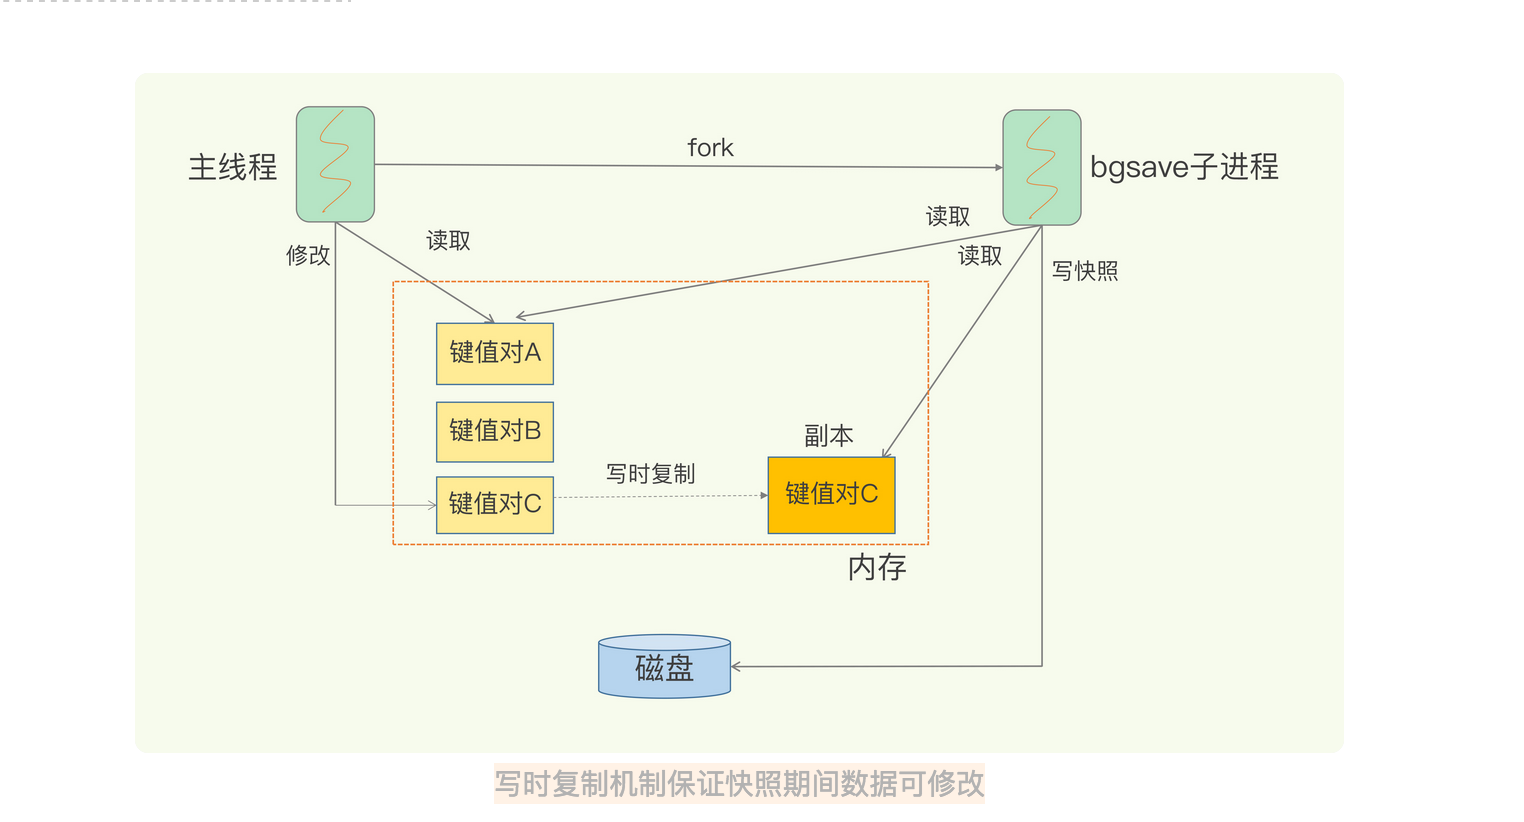 fork
主线程
bgsave子进程
读取
修改
读取
读取
写快照
键值对A
键值对B
副本
写时复制
键值对C
键值对C
内存
磁盘
写时复制机制保证快照期间数据可修改